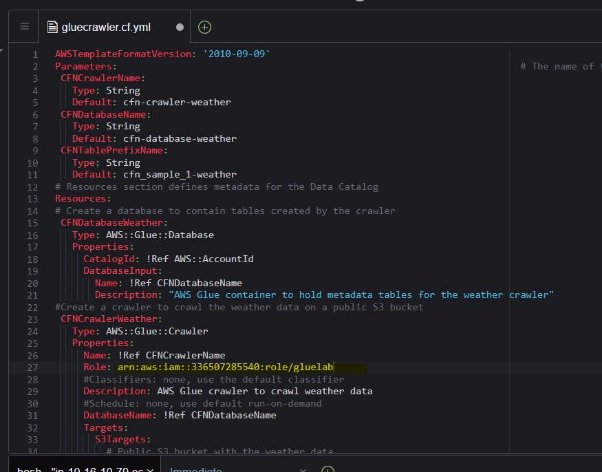 gluecrawler.cf.yml
1 AWSTemplateFormatVersion: '2010-09-09'
2 Parameters: # The name of
3 CFNCrawlerName:
4 Type: String
5 Default: cfn-crawler-weather
6 CFNDatabaseName:
7 Type: String
8 Default: cfn-database-weather
9 CFNTablePrefixName:
10 Type: String
11 Default: cfn_sample_1-weather
12 # Resources section defines metadata for the Data Catalog
13 Resources:
14 # Create a database to contain tables created by the crawler
15 CFNDatabaseWeather:
16 Type: AWS::Glue::Database
17 Properties:
18 CatalogId: !Ref AWS::AccountId
19 DatabaseInput:
20 Name: !Ref CFNDatabaseName
21 Description: "AWS Glue container to hold metadata tables for the weather crawler"
22 #Create a crawler to crawl the weather data on a public S3 bucket
23 CFNCrawlerWeather:
24 Type: AWS::Glue::Crawler
25 Properties:
26 Name: !Ref CFNCrawlerName
27 Role: arn:aws:iam::336507285540:role/gluelab
28 #Classifiers: none, use the default classifier
29 Description: AWS Glue crawler to crawl weather data
30 #Schedule: none, use default run-on-demand
31 DatabaseName: !Ref CFNDatabaseName
32 Targets:
33 S3Targets:
34 # Public S3 bucket with the weather data
bash - "ip-10-16-10-79.ec
Immediate